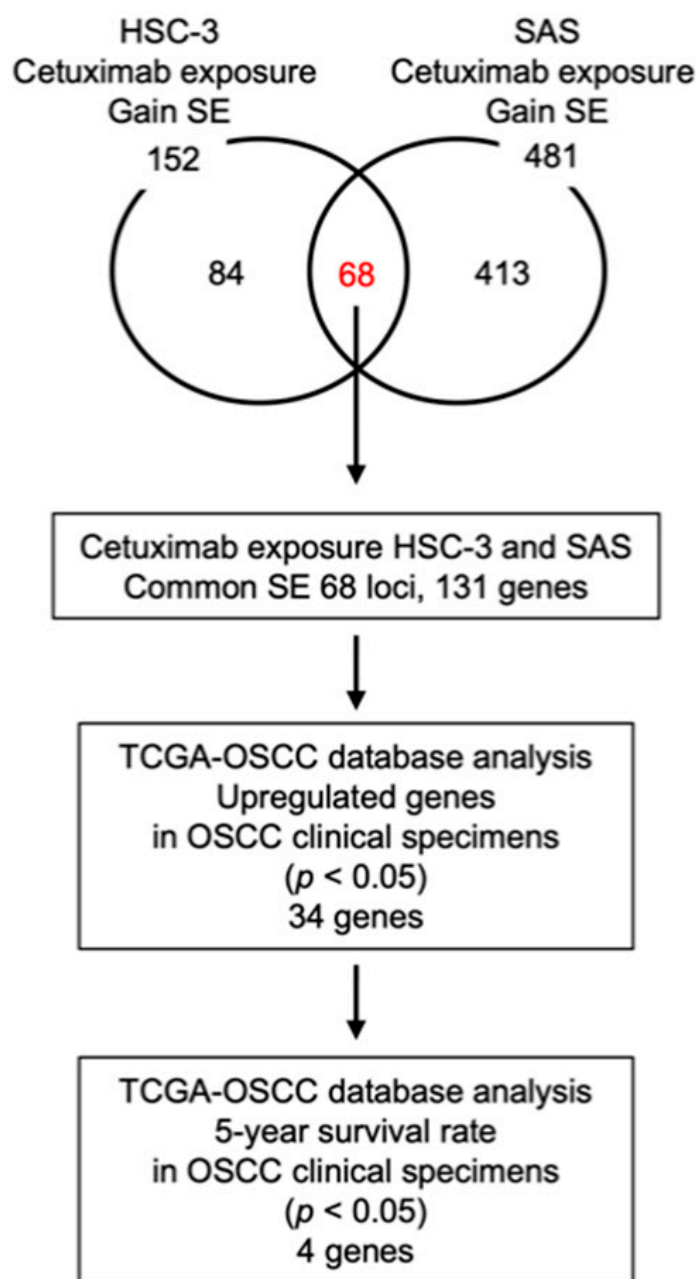 HSC-3
Cetuximab exposure
Gain SE
152
SAS
Cetuximab exposure
Gain SE
481
84
68
413
Cetuximab exposure HSC-3 and SAS
Common SE 68 loci, 131 genes
TCGA-OSCC database analysis
Upregulated genes
in OSCC clinical specimens
(p < 0.05)
34 genes
TCGA-OSCC database analysis
5-year survival rate
in OSCC clinical specimens
(p < 0.05)
4 genes